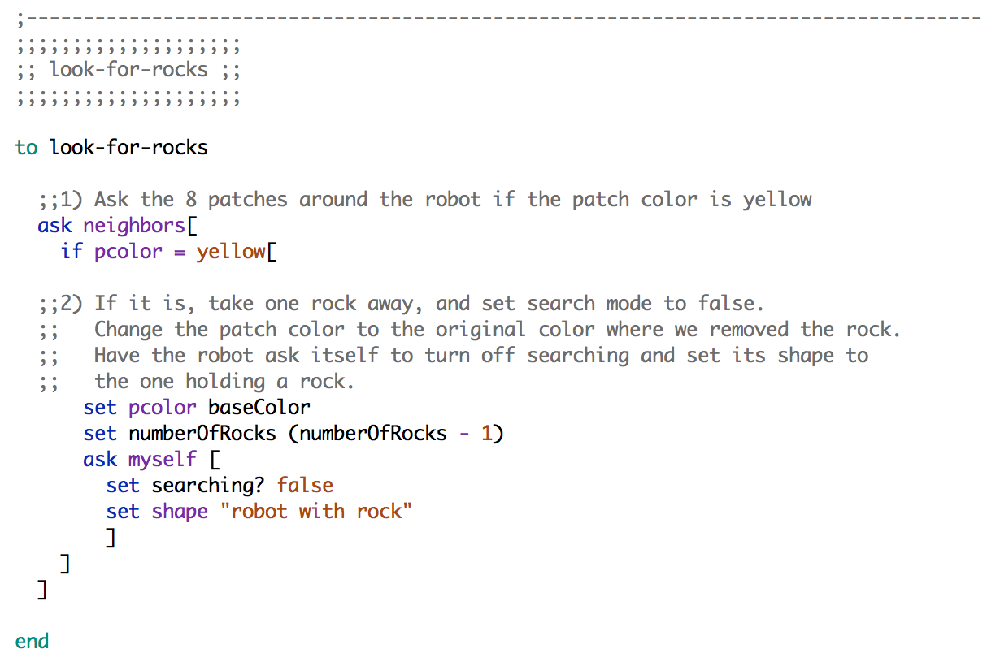 ;------------------------------------------------------------------------------------
;;;;;;;;;;;;;;;;;;;;
;; look-for-rocks ;;
;;;;;;;;;;;;;;;;;;;;
to look-for-rocks
;;1) Ask the 8 patches around the robot if the patch color is yellow
ask neighbors[
if pcolor = yellow[
;;2) If it is, take one rock away, and set search mode to false.
;;   Change the patch color to the original color where we removed the rock.
;;   Have the robot ask itself to turn off searching and set its shape to
;;   the one holding a rock.
set pcolor baseColor
set numberOfRocks (numberOfRocks - 1)
ask myself [
set searching? false
set shape "robot with rock"
]
]
]
end